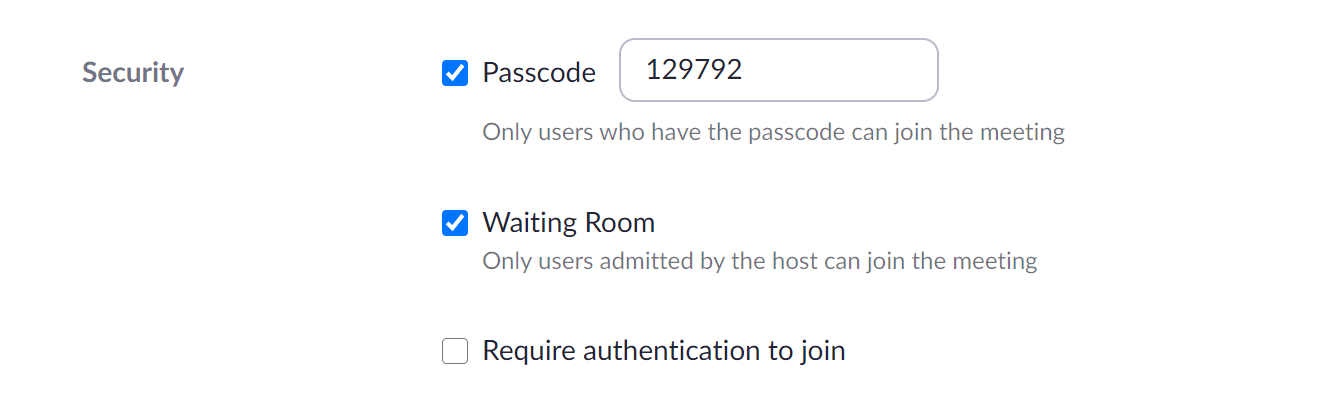 Security
Passcode 129792
Only users who have the passcode can join the meeting
Waiting Room
Only users admitted by the host can join the meeting
Require authentication to join